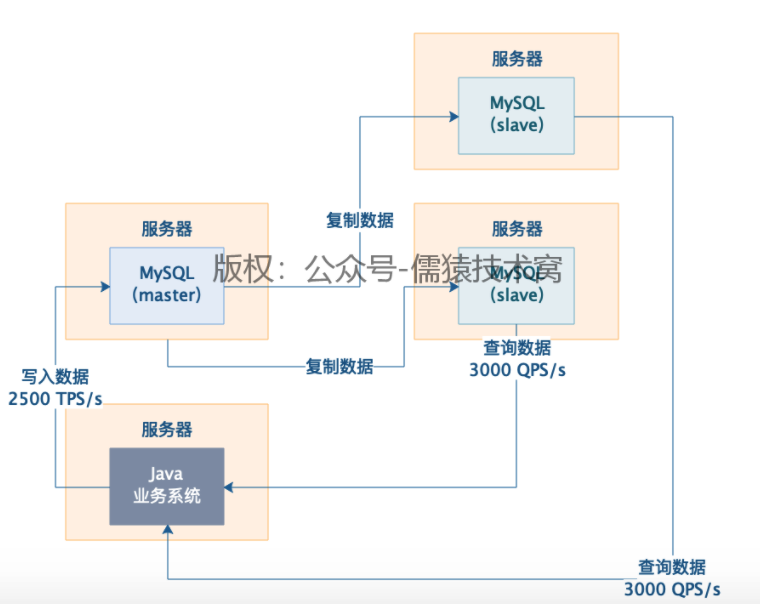 服务器
MySQL
(slave)
复制数据
服务器
MySQL
(master)
服务器
MySQL
(slave)
版权：公众号-儒猿技术窝
复制数据
查询数据
3000 QPS/s
写入数据
2500 TPS/s
服务器
Java
业务系统
查询数据
3000 QPS/s